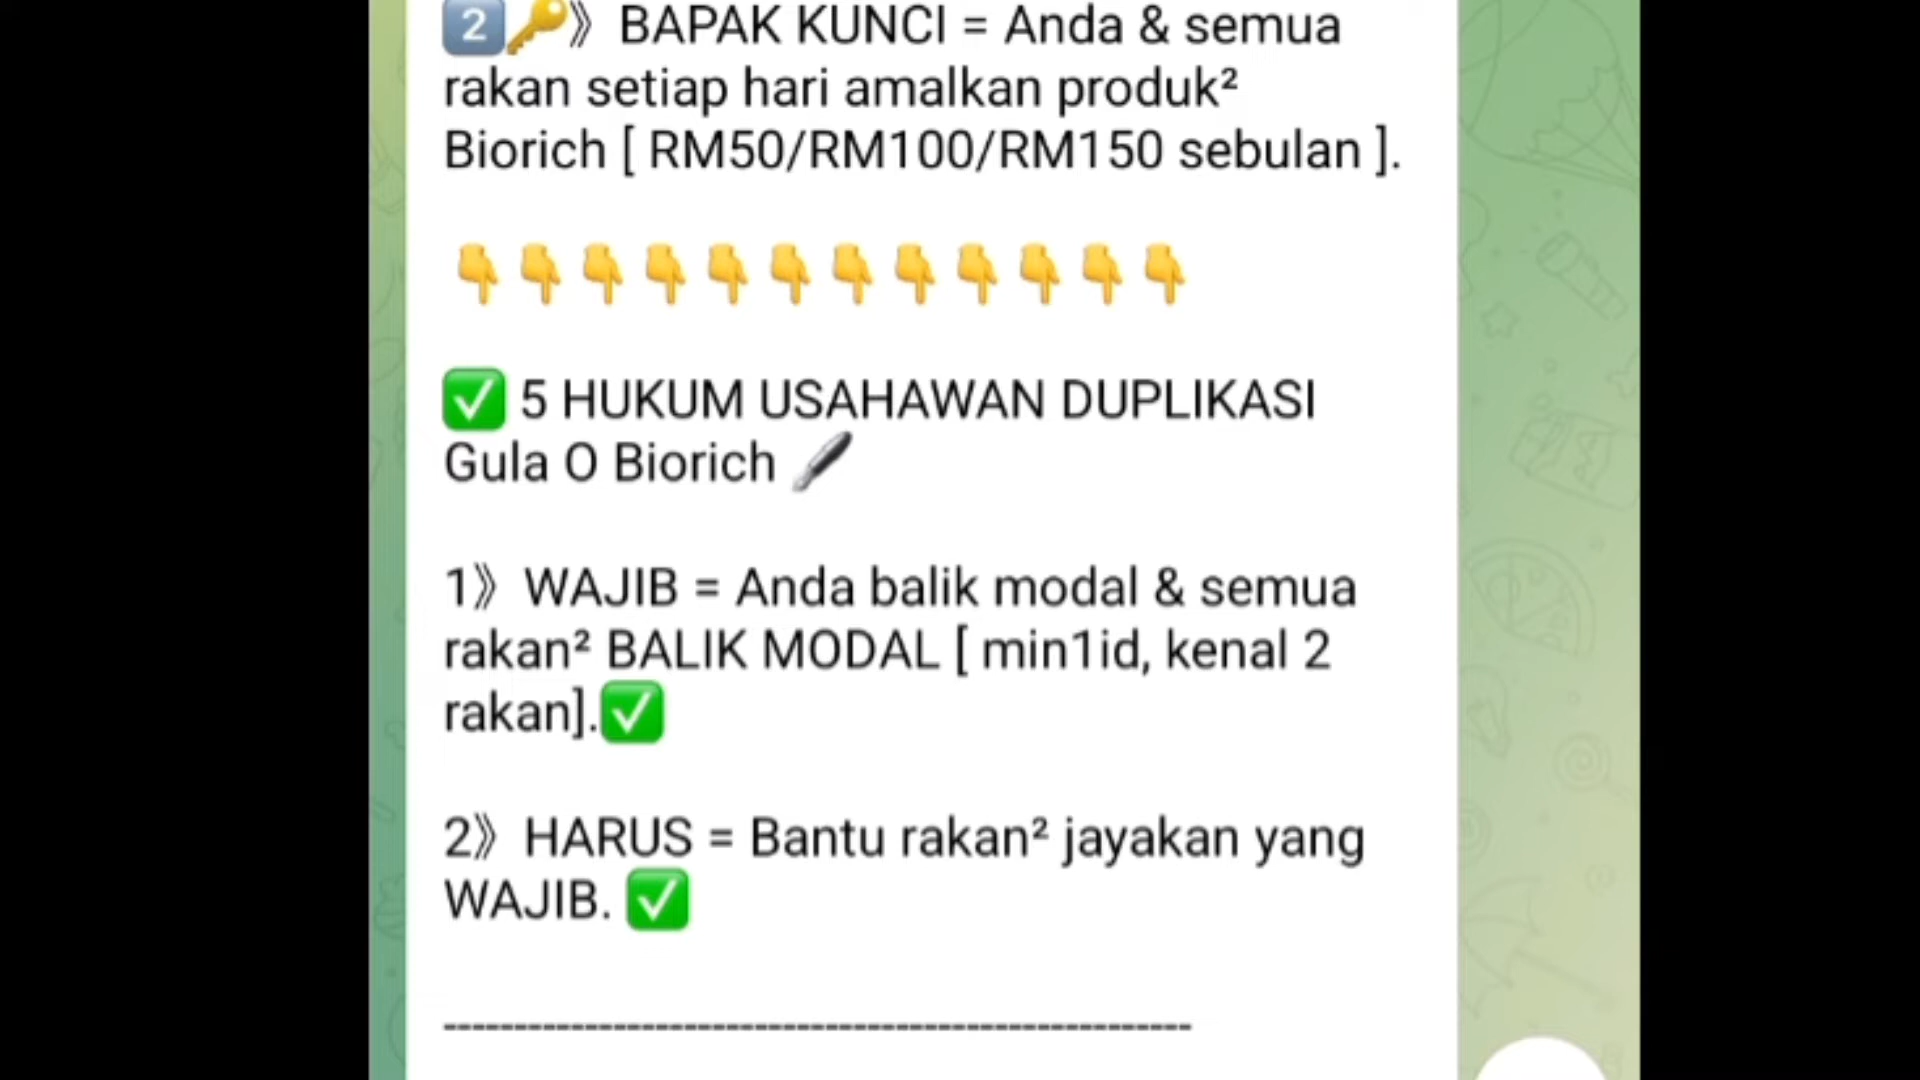 2️⃣🔑》BAPAK KUNCI = Anda & semua
rakan setiap hari amalkan produk²
Biorich [ RM50/RM100/RM150 sebulan ].
👇👇👇👇👇👇👇👇👇👇👇👇
✅ 5 HUKUM USAHAWAN DUPLIKASI
Gula O Biorich 🖋
1》WAJIB = Anda balik modal & semua
rakan² BALIK MODAL [ min1id, kenal 2
rakan].✅
2》HARUS = Bantu rakan² jayakan yang
WAJIB. ✅
-----------------------------------------------------